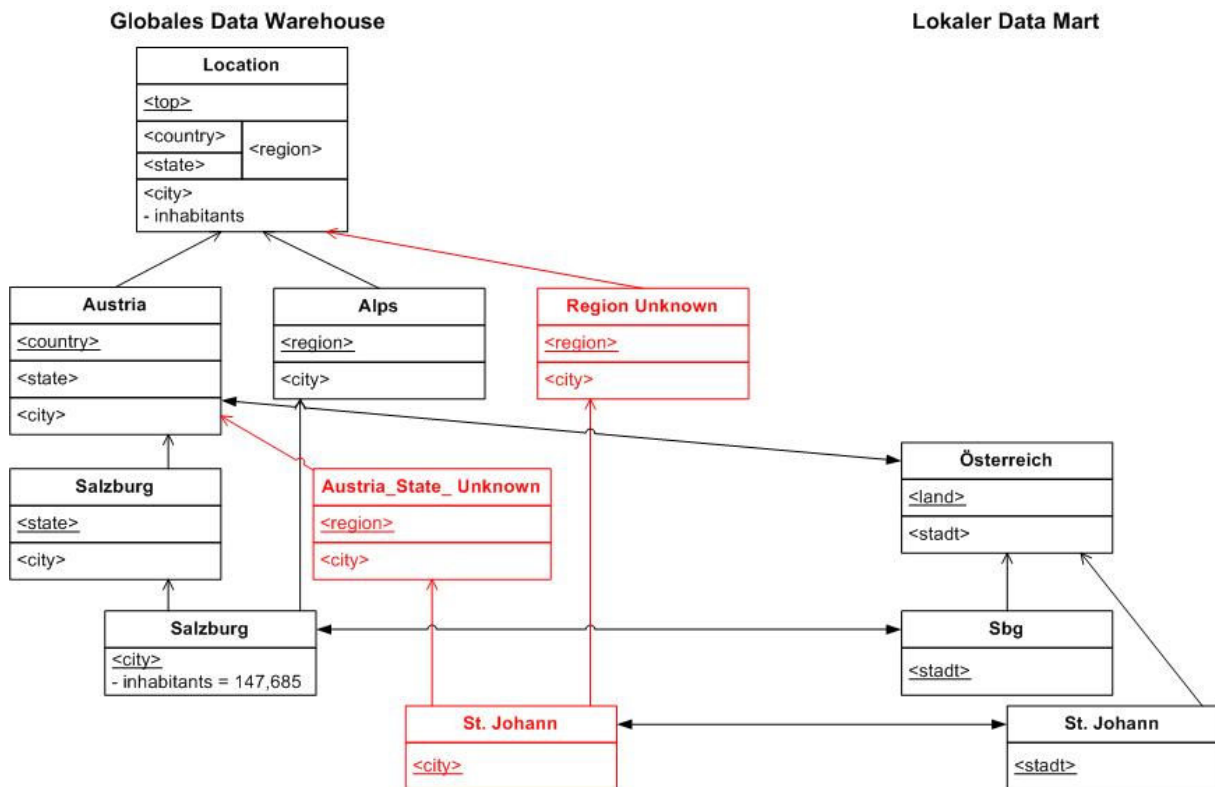 Globales Data Warehouse
Lokaler Data Mart
Location
<top>
<country>
<region>
<state>
<city>
- inhabitants
Austria
<country>
<state>
<city>
Alps
<region>
<city>
Region Unknown
<region>
<city>
Salzburg
<state>
<city>
Austria_State_ Unknown
<region>
<city>
Österreich
<land>
<stadt>
Salzburg
<city>
- inhabitants = 147,685
Sbg
<stadt>
St. Johann
<city>
St. Johann
<stadt>